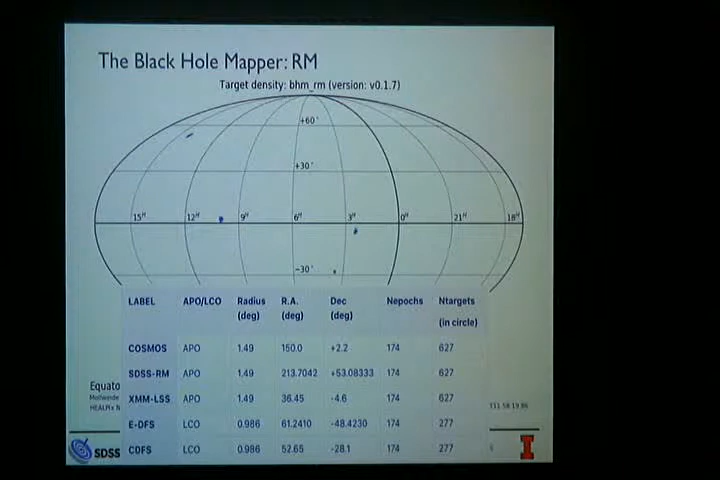 The Black Hole Mapper: RM
Target density: bhm_rm (version: v0.1.7)
+60°
+30°
15H 12H 9H 6H 3H 0H 21H 18H
-30°
LABEL APO/LCO Radius (deg) R.A. (deg) Dec (deg) Nepochs Ntargets (in circle)
COSMOS APO 1.49 150.0 +2.2 174 627
SDSS-RM APO 1.49 213.7042 +53.08333 174 627
XMM-LSS APO 1.49 36.45 -4.6 174 627
E-DFS LCO 0.986 61.2410 -48.4230 174 277
CDFS LCO 0.986 52.65 -28.1 174 277
Equato
Mollweide
HEALPix N
SDSS
I